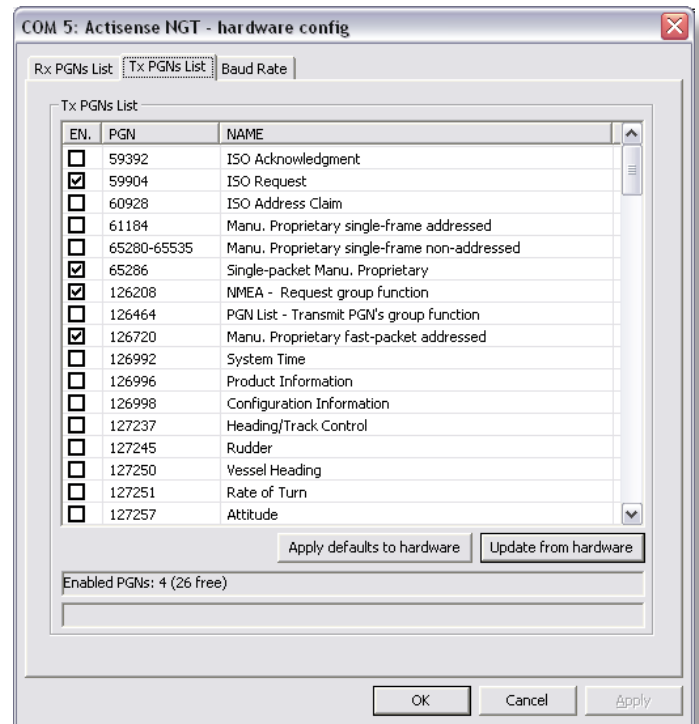 COM 5: Actisense NGT - hardware config
Rx PGNs List Tx PGNs List Baud Rate
Tx PGNs List
EN. PGN NAME
59392 ISO Acknowledgment
59904 ISO Request
60928 ISO Address Claim
61184 Manu. Proprietary single-frame addressed
65280-65535 Manu. Proprietary single-frame non-addressed
65286 Single-packet Manu. Proprietary
126208 NMEA - Request group function
126464 PGN List - Transmit PGN's group function
126720 Manu. Proprietary fast-packet addressed
126992 System Time
126996 Product Information
126998 Configuration Information
127237 Heading/Track Control
127245 Rudder
127250 Vessel Heading
127251 Rate of Turn
127257 Attitude
Apply defaults to hardware Update from hardware
Enabled PGNs: 4 (26 free)
OK Cancel Apply